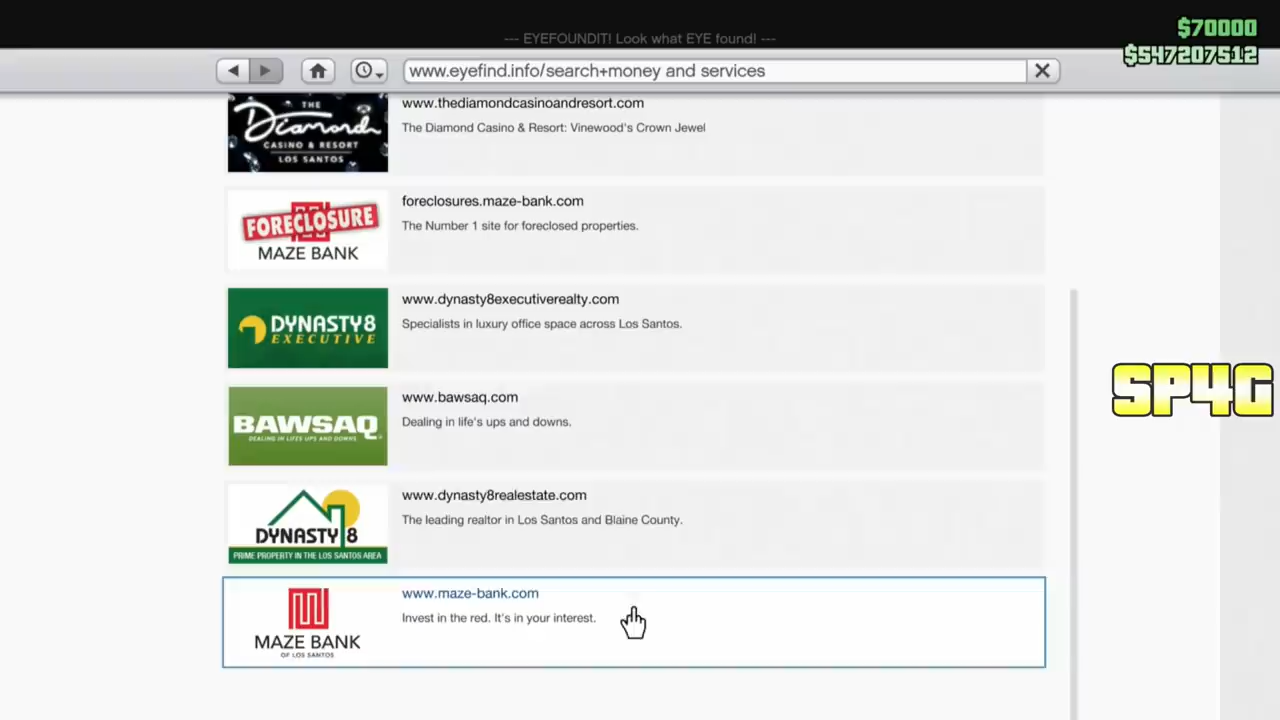 --- EYEFOUNDIT! Look what EYE found! ---
$70000
$547207512
www.eyefind.info/search+money and services
THE
Diamond
CASINO & RESORT
LOS SANTOS
www.thediamondcasinoandresort.com
The Diamond Casino & Resort: Vinewood's Crown Jewel
FORECLOSURE
MAZE BANK
foreclosures.maze-bank.com
The Number 1 site for foreclosed properties.
DYNASTY8
EXECUTIVE
www.dynasty8executiverealty.com
Specialists in luxury office space across Los Santos.
SP4G
BAWSAQ
DEALING IN LIFE'S UPS AND DOWNS
www.bawsaq.com
Dealing in life's ups and downs.
DYNASTY 8
PRIME PROPERTY IN THE LOS SANTOS AREA
www.dynasty8realestate.com
The leading realtor in Los Santos and Blaine County.
MAZE BANK
OF LOS SANTOS
www.maze-bank.com
Invest in the red. It's in your interest.